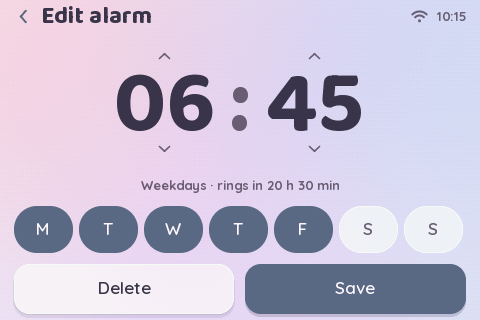 Edit alarm 10:15
06:45
Weekdays · rings in 20 h 30 min
M T W T F S S
Delete Save